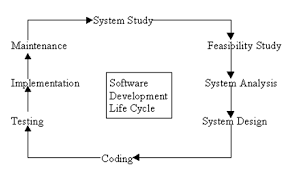 System Study
Maintenance
Feasibility Study
Implementation
Software
Development
Life Cycle
System Analysis
Testing
System Design
Coding